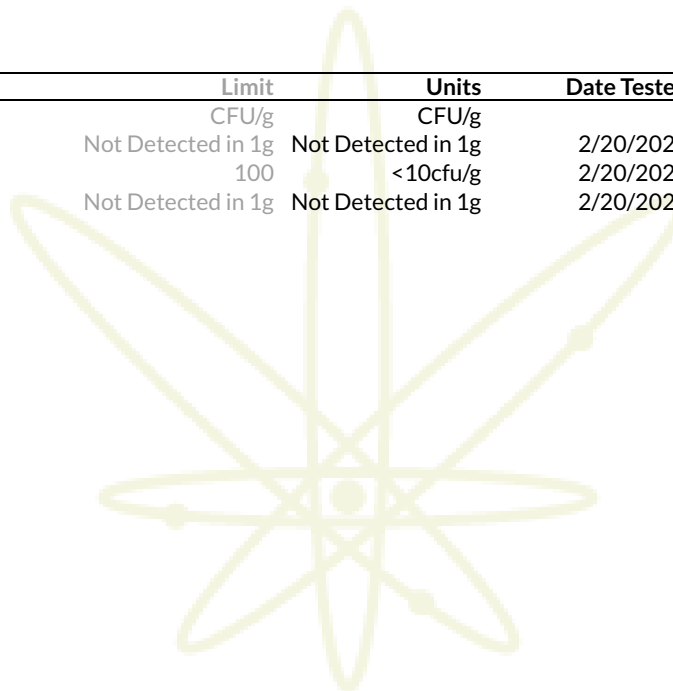 Limit Units Date Teste
CFU/g CFU/g
Not Detected in 1g Not Detected in 1g 2/20/202
100 <10cfu/g 2/20/202
Not Detected in 1g Not Detected in 1g 2/20/202